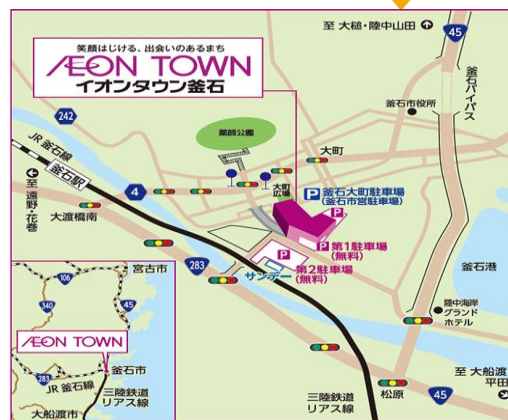 至 大槌・陸中山田
45
笑顔はじける、出会いのあるまち
ÆON TOWN
イオンタウン釜石
釜石市役所
釜石バイパス
242
薬師公園
大町
JR 釜石線
釜石駅
至 遠野・花巻
4
大町広場
P 釜石大町駐車場
(釜石市営駐車場)
P
大渡橋南
P 第1駐車場
(無料)
283
P
サンデー
第2駐車場
(無料)
釜石港
陸中海岸
グランド
ホテル
宮古市
106
340
45
ÆON TOWN
釜石市
283
JR 釜石線
三陸鉄道
リアス線
大船渡市
三陸鉄道
リアス線
松原
45
至 大船渡
平田